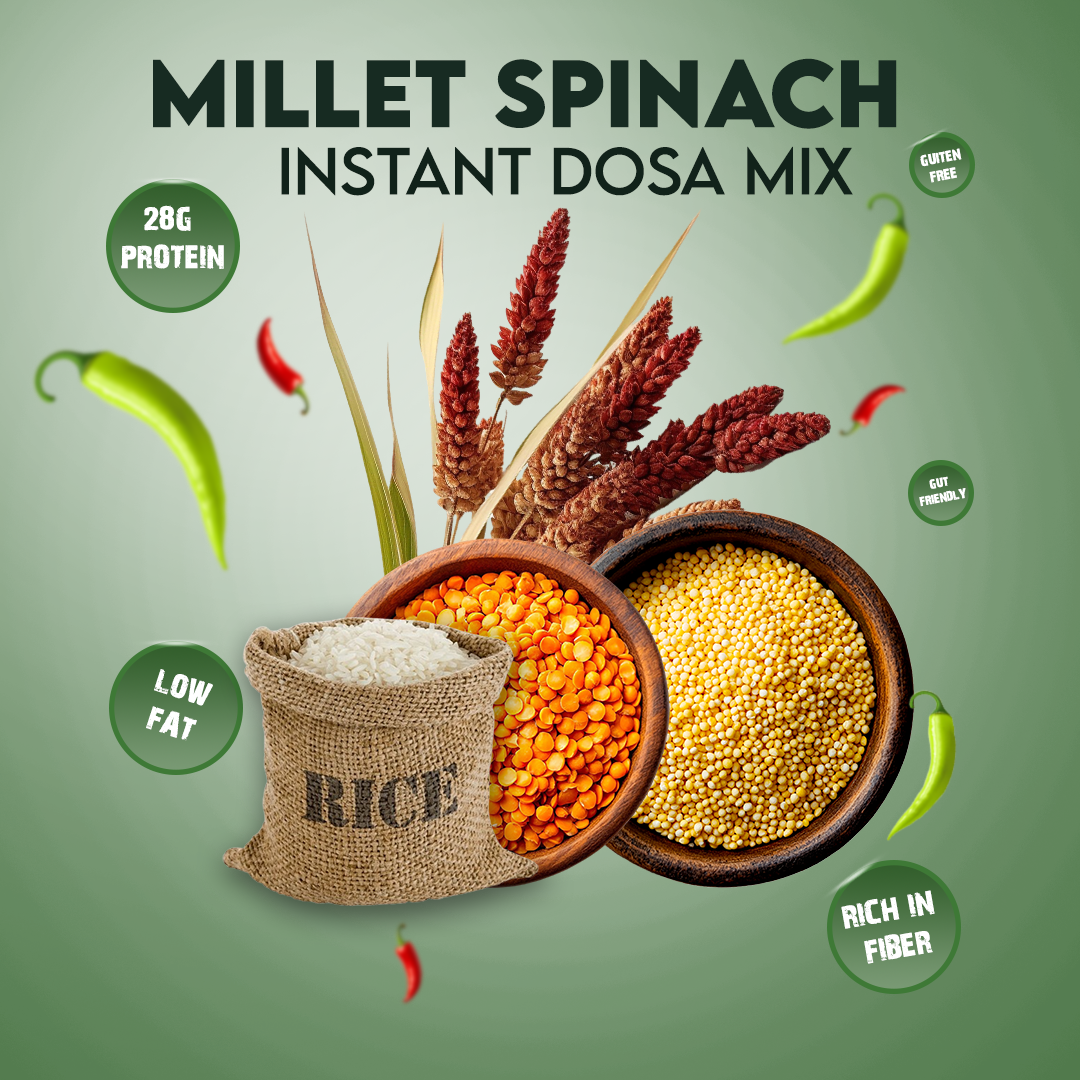 MILLET SPINACH
INSTANT DOSA MIX
GUITEN
FREE
28G
PROTEIN
GUT
FRIENDLY
LOW
FAT
RICE
RICH IN
FIBER